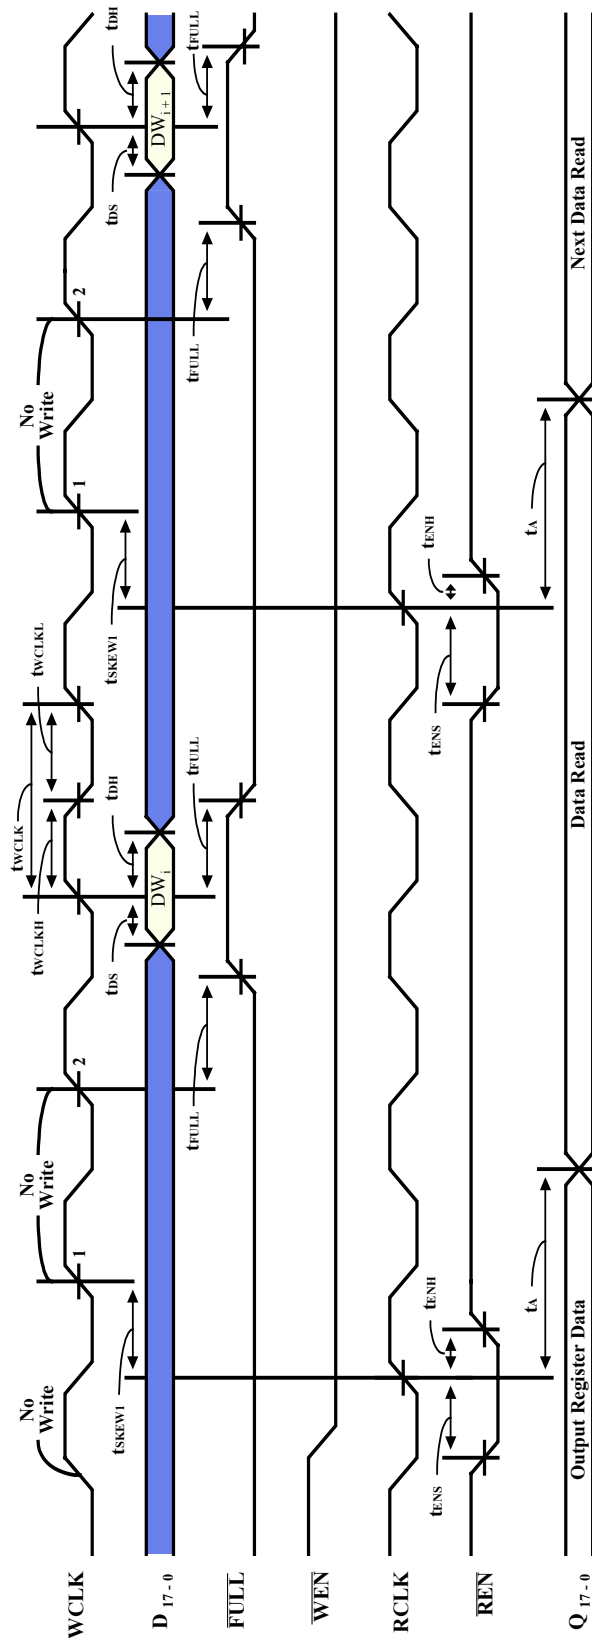 No
Write
No
Write
No
Write
WCLK
1
2
1
2
tWCLK
tWCLKH
tWCLKL
tSKEW1
tDS
tDH
tSKEW1
tDS
tDH
D 17 - 0
DWi
DWi + 1
tFULL
tFULL
tFULL
tFULL
FULL
WEN
RCLK
tENS
tENH
tENS
tENH
REN
tA
tA
Q 17 - 0
Output Register Data
Data Read
Next Data Read